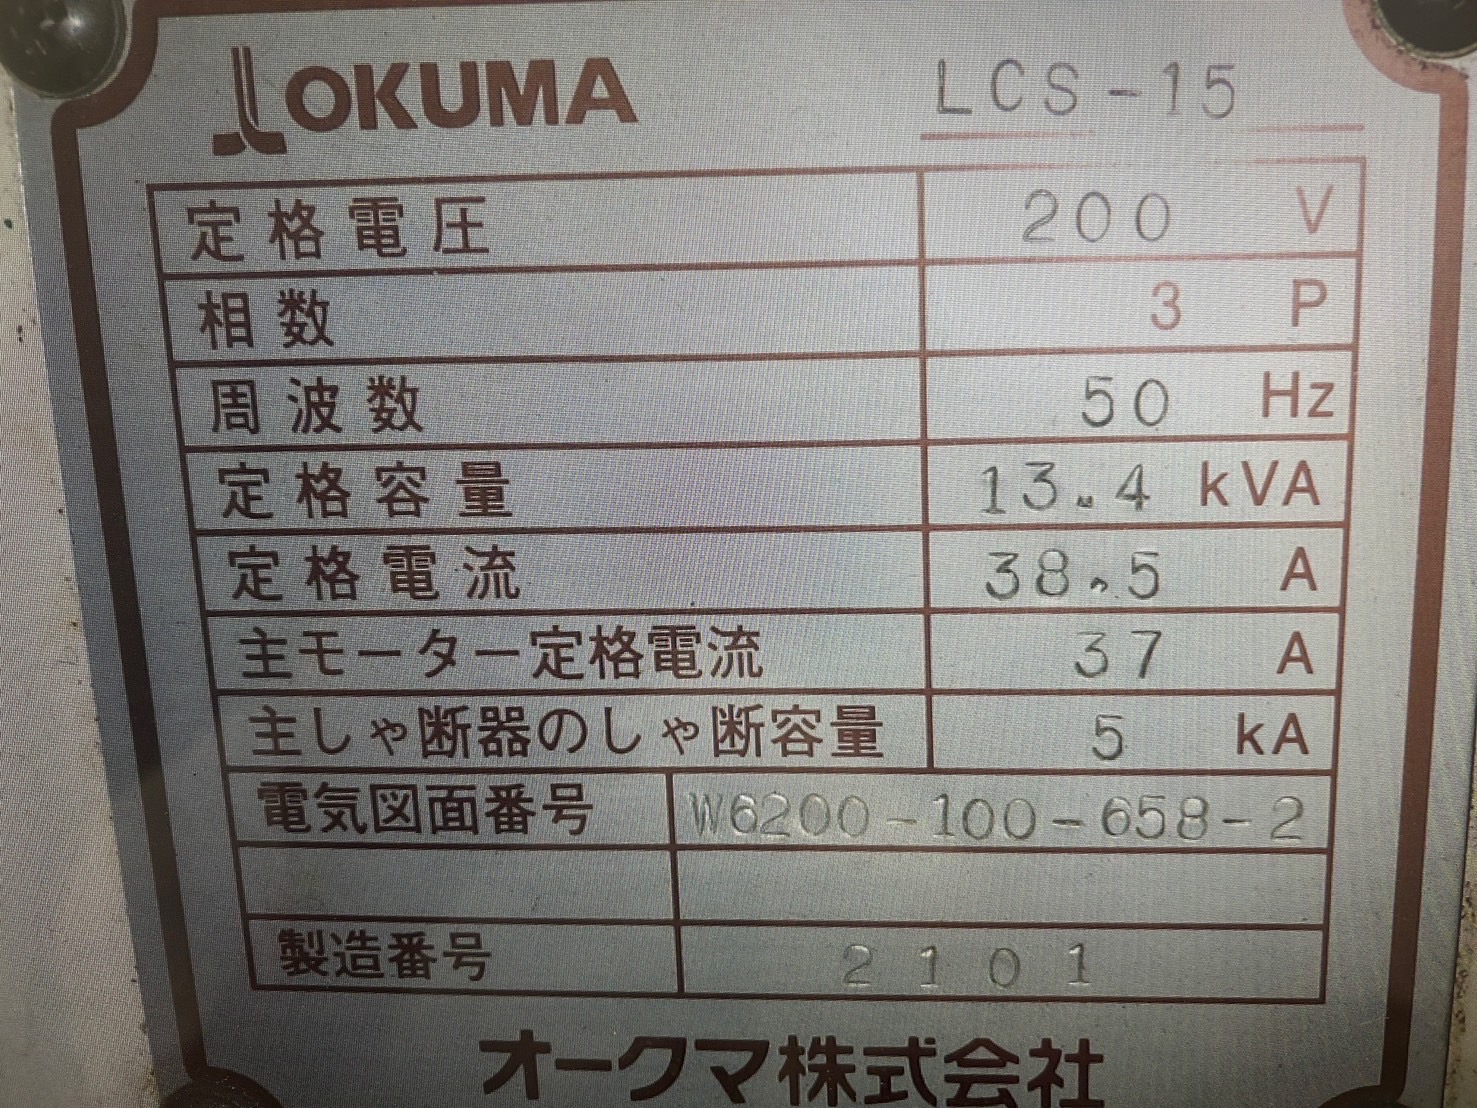 OKUMA LCS-15
定格電圧 200 V
相数 3 P
周波数 50 Hz
定格容量 13.4 kVA
定格電流 38.5 A
主モーター定格電流 37 A
主しゃ断器のしゃ断容量 5 kA
電気図面番号 W6200-100-658-2
製造番号 2101
オークマ株式会社